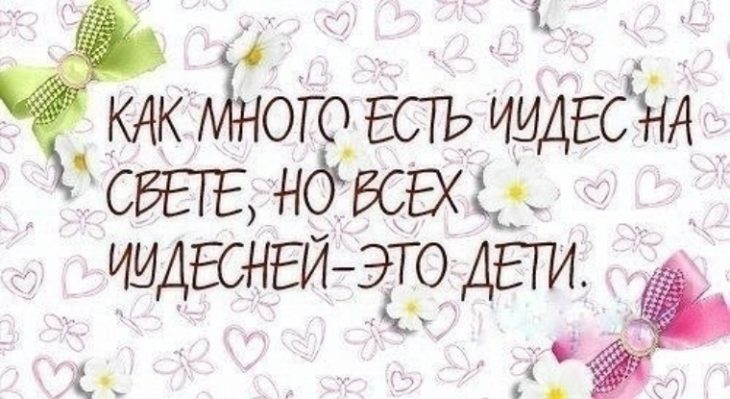 КАК МНОГО ЕСТЬ ЧУДЕС НА
СВЕТЕ, НО ВСЕХ
ЧУДЕСНЕЙ-ЭТО ДЕТИ.